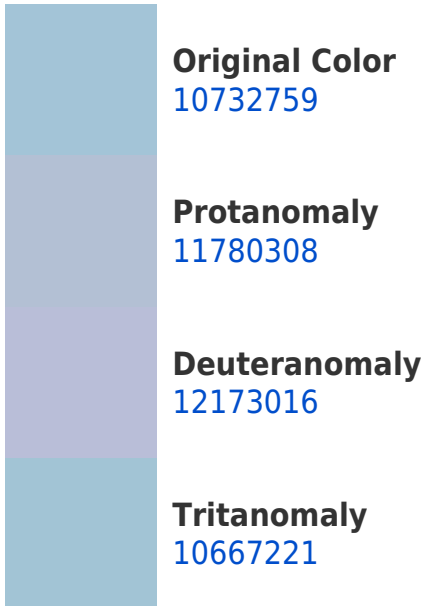 Original Color
10732759
Protanomaly
11780308
Deuteranomaly
12173016
Tritanomaly
10667221